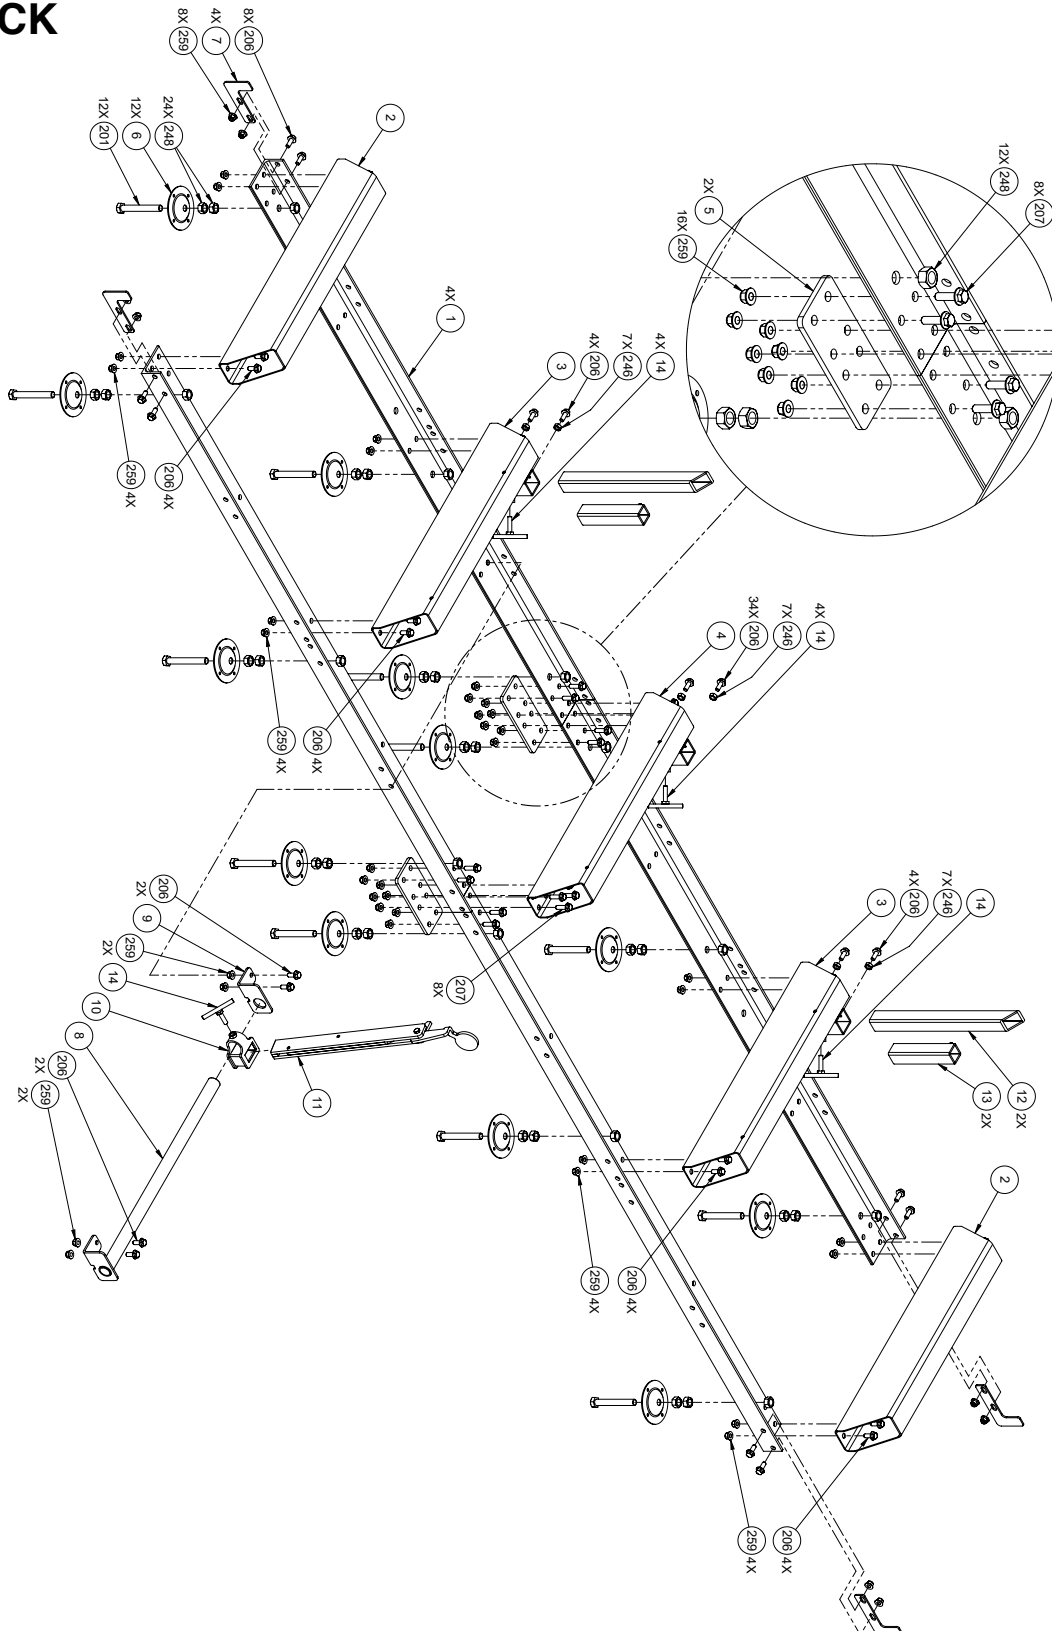 CK
8X 259
4X 7
8X 206
12X 201
12X 6
24X 248
2
4X 1
259 4X
206 4X
12X 248
8X 207
2X 5
16X 259
3
4X 206
7X 246
4X 14
4
34X 206
7X 246
4X 14
259 4X
206 4X
3
4X 206
7X 246
14
207 8X
206 2X
9
259 2X
14
10
8
206 2X
259 2X
11
12 2X
13 2X
2
259 4X
206 4X
259 4X
206 4X